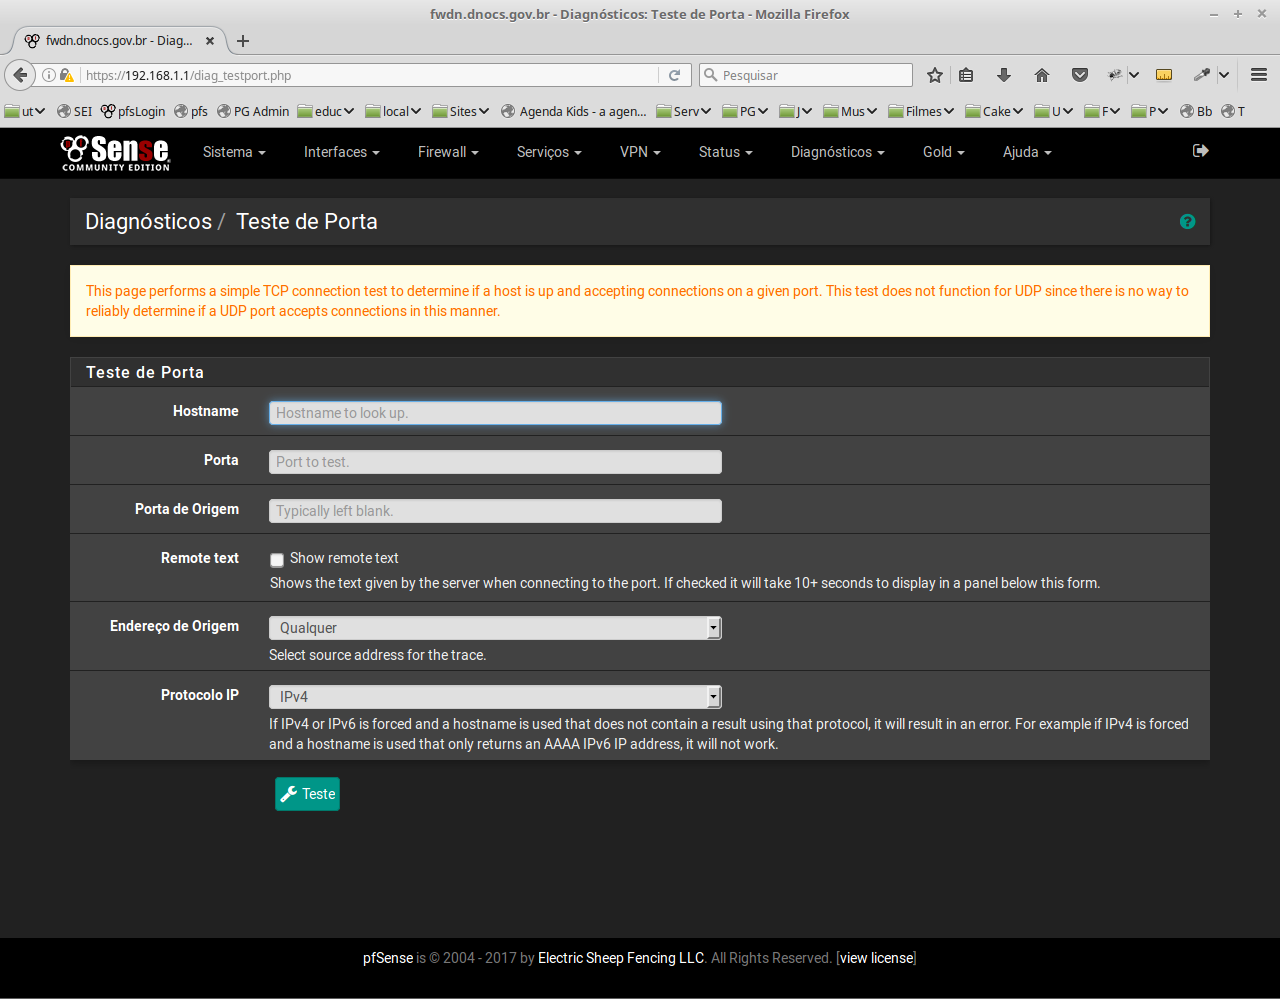 fwdn.dnocs.gov.br - Diagnósticos: Teste de Porta - Mozilla Firefox
fwdn.dnocs.gov.br - Diag...
https://192.168.1.1/diag_testport.php
Pesquisar
ut SEI pfsLogin pfs PG Admin educ local Sites Agenda Kids - a agen... Serv PG J Mus Filmes Cake U F P Bb T
Sense
COMMUNITY EDITION
Sistema Interfaces Firewall Serviços VPN Status Diagnósticos Gold Ajuda
Diagnósticos / Teste de Porta
This page performs a simple TCP connection test to determine if a host is up and accepting connections on a given port. This test does not function for UDP since there is no way to
reliably determine if a UDP port accepts connections in this manner.
Teste de Porta
Hostname Hostname to look up.
Porta Port to test.
Porta de Origem Typically left blank.
Remote text Show remote text
Shows the text given by the server when connecting to the port. If checked it will take 10+ seconds to display in a panel below this form.
Endereço de Origem Qualquer
Select source address for the trace.
Protocolo IP IPv4
If IPv4 or IPv6 is forced and a hostname is used that does not contain a result using that protocol, it will result in an error. For example if IPv4 is forced
and a hostname is used that only returns an AAAA IPv6 IP address, it will not work.
Teste
pfSense is © 2004 - 2017 by Electric Sheep Fencing LLC. All Rights Reserved. [view license]